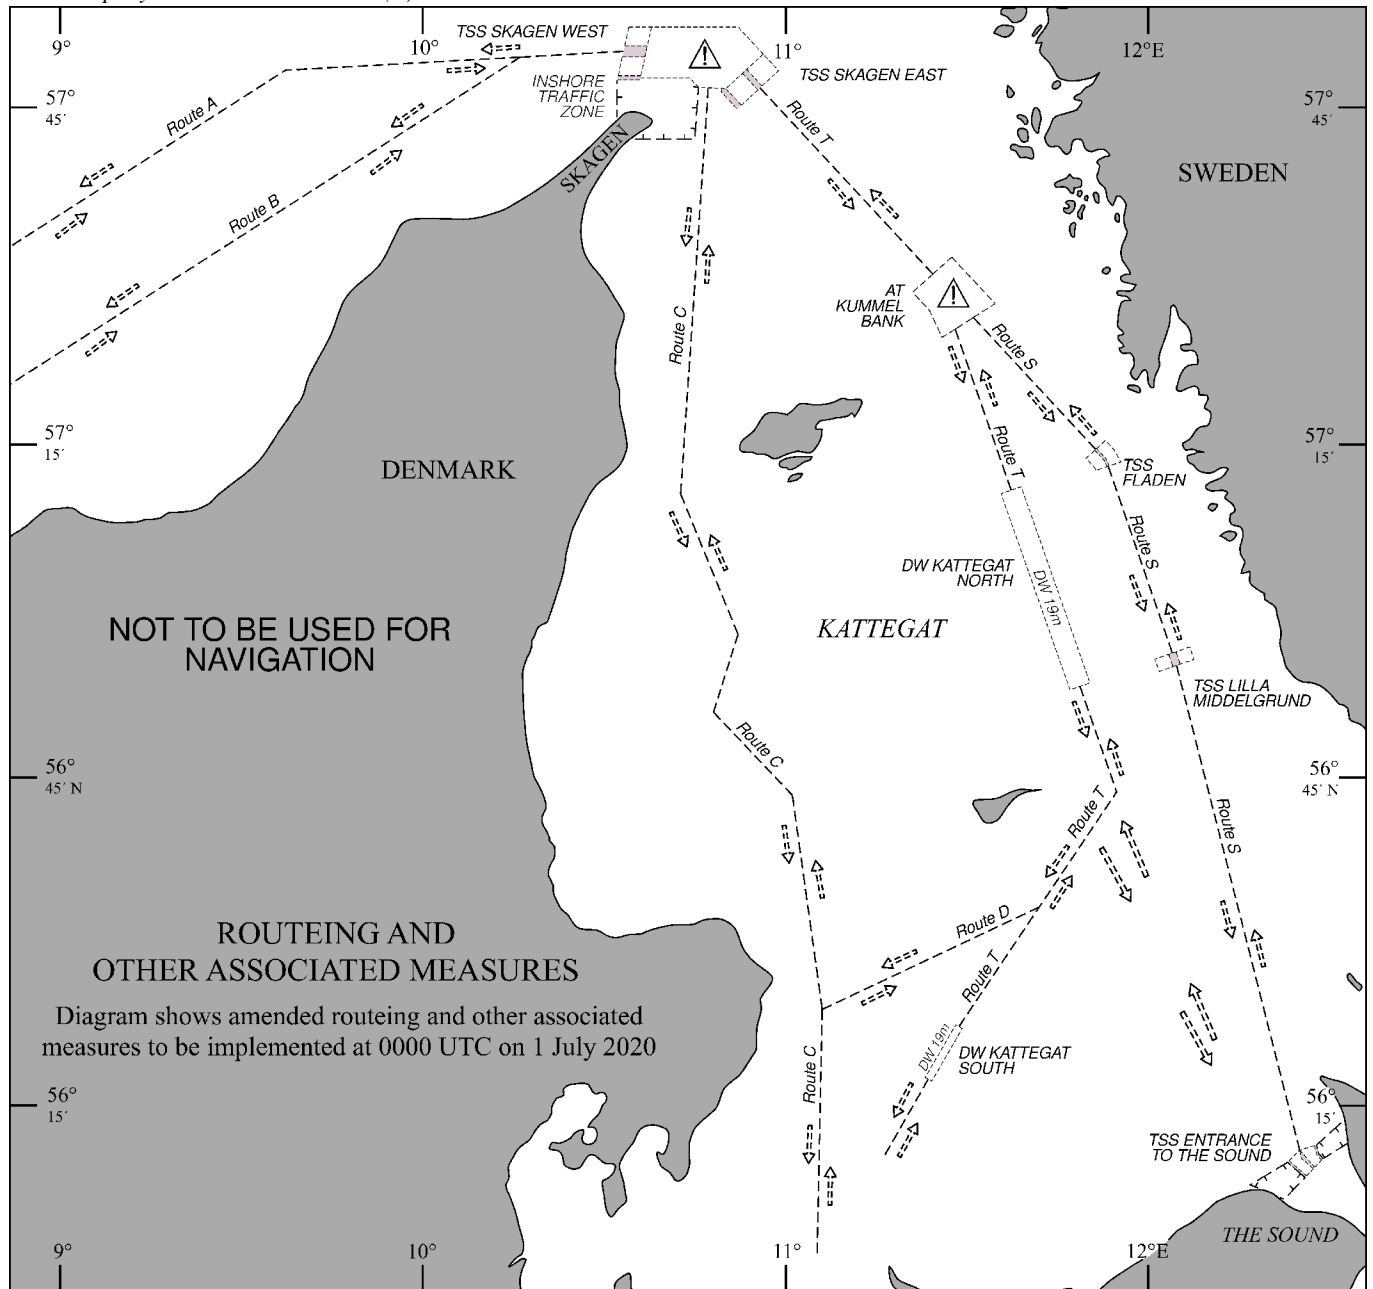 9°
10°
TSS SKAGEN WEST
11°
12°E
TSS SKAGEN EAST
INSHORE
TRAFFIC
ZONE
57°
45′
57°
45′
Route A
Route T
SKAGEN
SWEDEN
Route B
AT
KUMMEL
BANK
Route C
Route S
57°
15′
57°
15′
DENMARK
Route T
TSS
FLADEN
Route S
DW KATTEGAT
NORTH
DW 19m
NOT TO BE USED FOR
NAVIGATION
KATTEGAT
TSS LILLA
MIDDELGRUND
Route C
56°
45′ N
56°
45′ N
Route T
Route S
ROUTEING AND
OTHER ASSOCIATED MEASURES
Route D
Route T
Diagram shows amended routeing and other associated
measures to be implemented at 0000 UTC on 1 July 2020
DW 19m
DW KATTEGAT
SOUTH
Route C
56°
15′
56°
15′
TSS ENTRANCE
TO THE SOUND
THE SOUND
9°
10°
11°
12°E